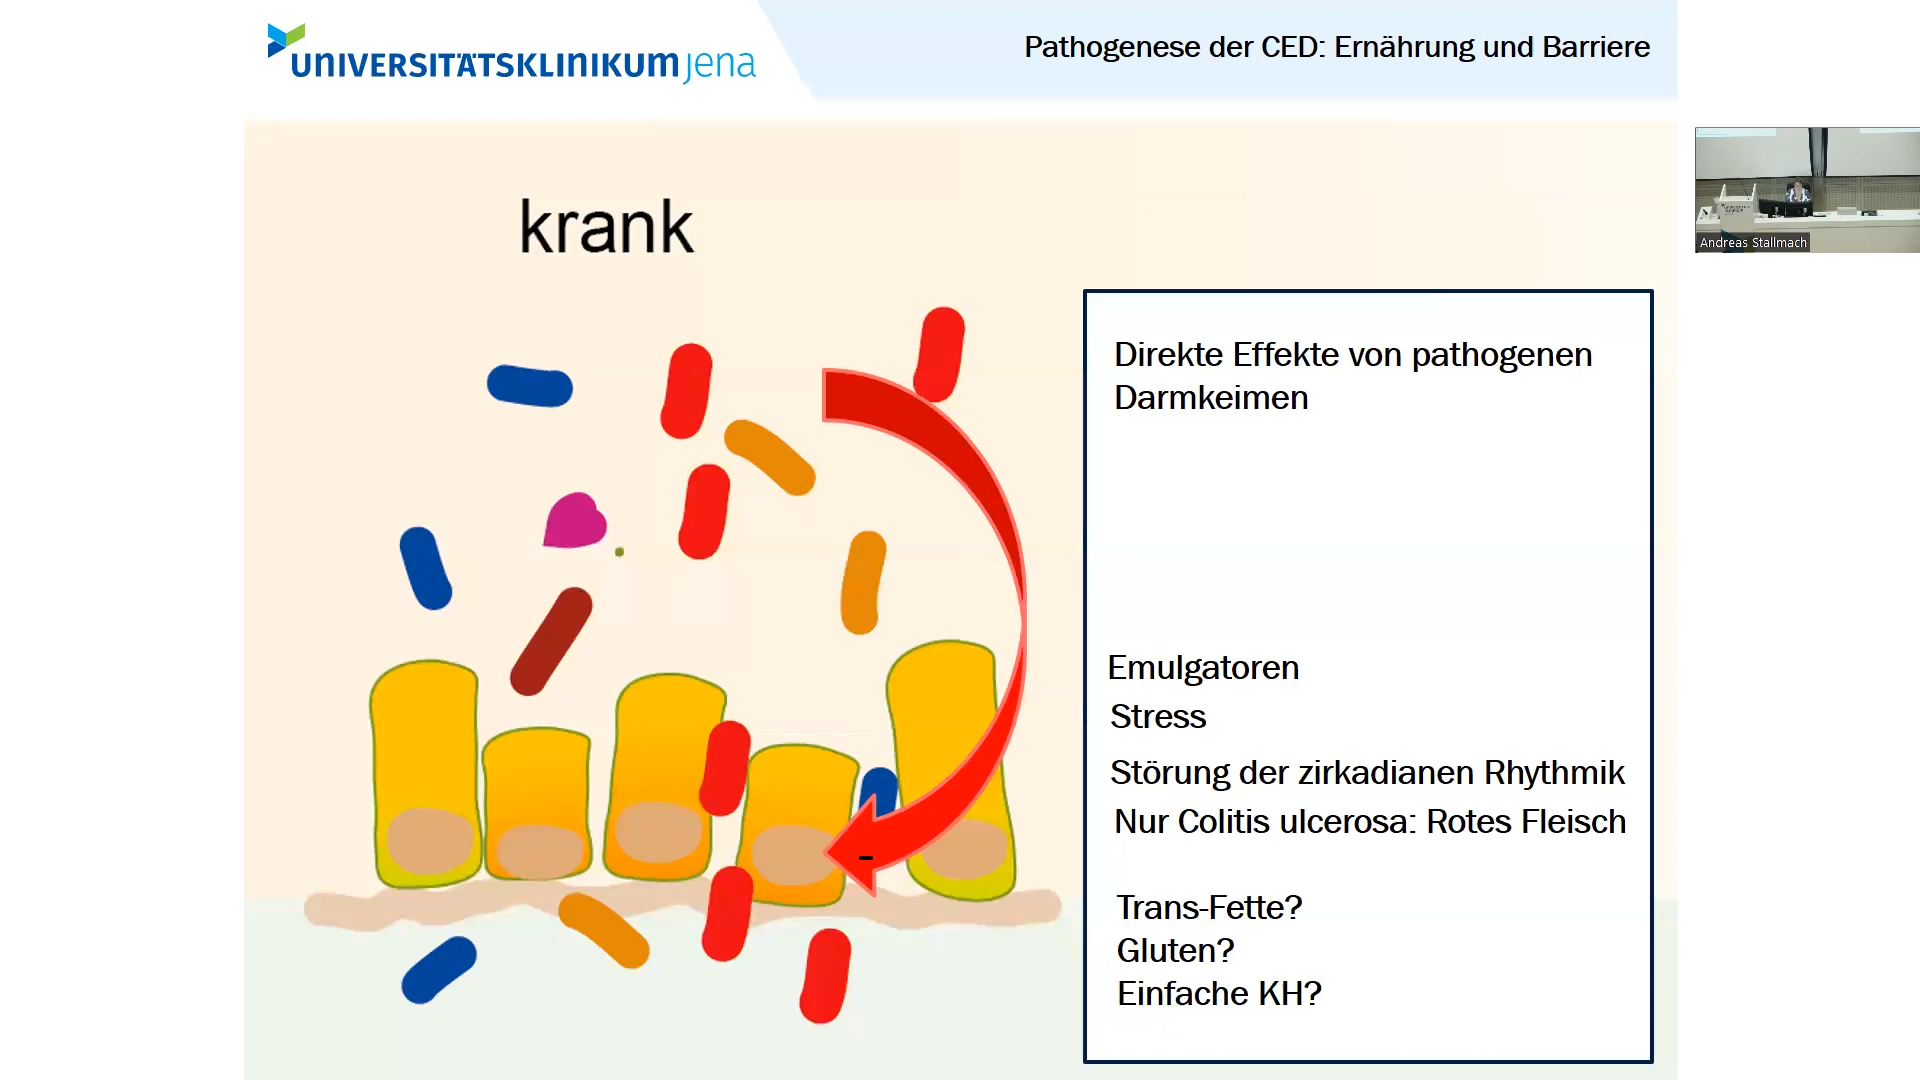 UNIVERSITÄTSKLINIKUM jena
Pathogenese der CED: Ernährung und Barriere
krank
Direkte Effekte von pathogenen
Darmkeimen
Emulgatoren
Stress
Störung der zirkadianen Rhythmik
Nur Colitis ulcerosa: Rotes Fleisch
Trans-Fette?
Gluten?
Einfache KH?
-
Andreas Stallmach